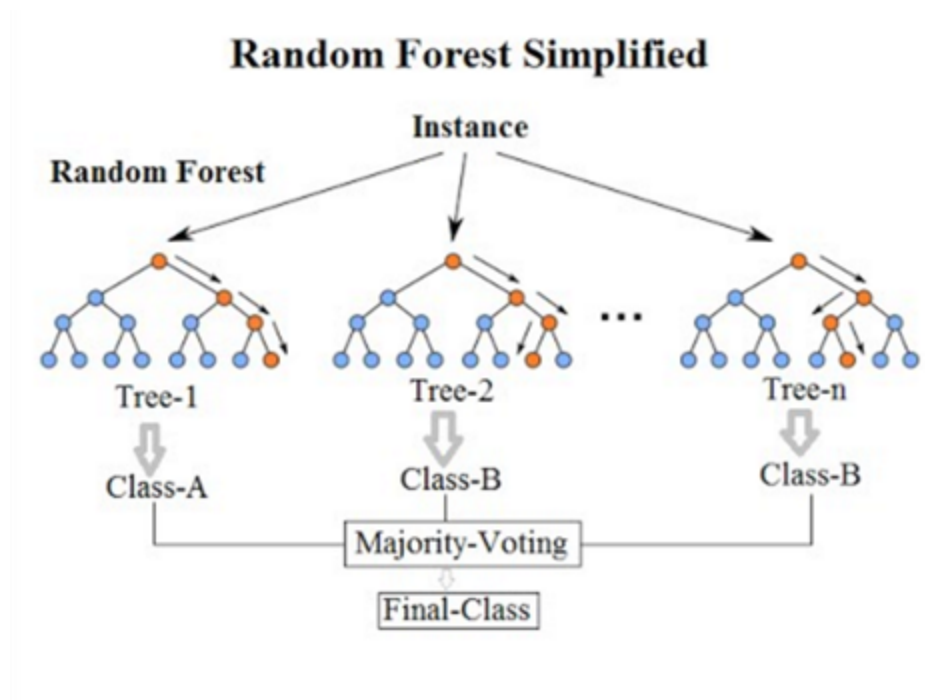 Random Forest Simplified
Instance
Random Forest
...
Tree-1
Tree-2
Tree-n
Class-A
Class-B
Class-B
Majority-Voting
Final-Class